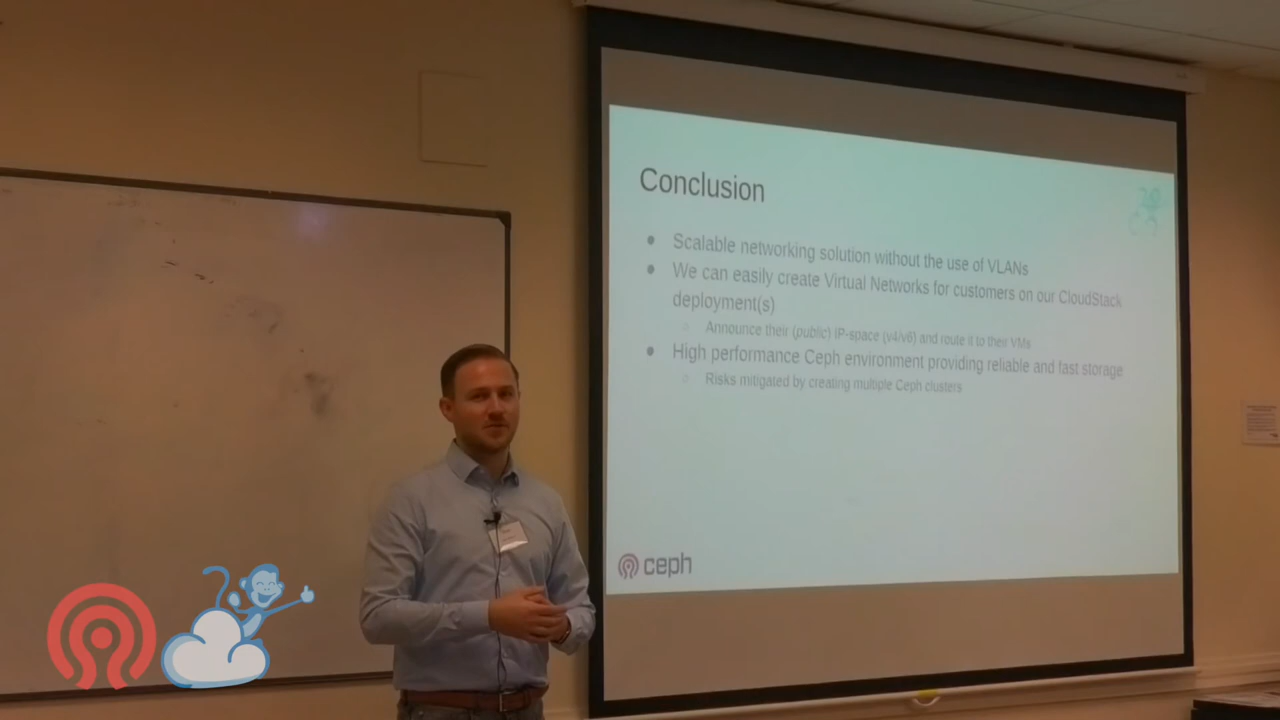 Conclusion
● Scalable networking solution without the use of VLANs
● We can easily create Virtual Networks for customers on our CloudStack
deployment(s)
○ Announce their (public) IP-space (v4/v6) and route it to their VMs
● High performance Ceph environment providing reliable and fast storage
○ Risks mitigated by creating multiple Ceph clusters
ceph